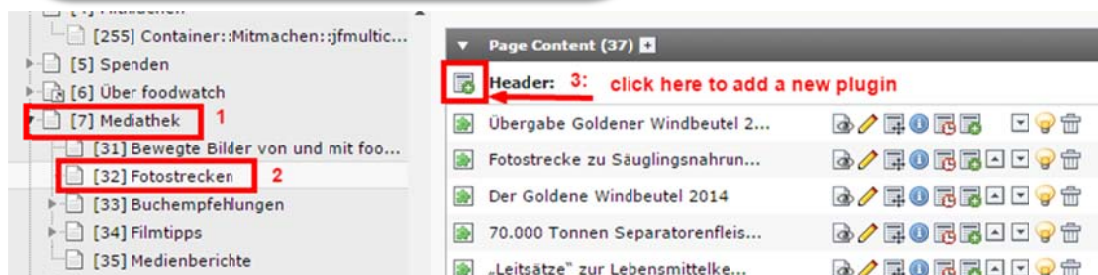 [255] Container::Mitmachen::jfmultic...
[5] Spenden
[6] Über foodwatch
[7] Mediathek 1
[31] Bewegte Bilder von und mit foo...
[32] Fotostrecken 2
[33] Buchempfehlungen
[34] Filmtipps
[35] Medienberichte
Page Content (37)
Header: 3: click here to add a new plugin
Übergabe Goldener Windbeutel 2...
Fotostrecke zu Säuglingsnahrun...
Der Goldene Windbeutel 2014
70.000 Tonnen Separatorenfleis...
„Leitsätze" zur Lebensmittelke...